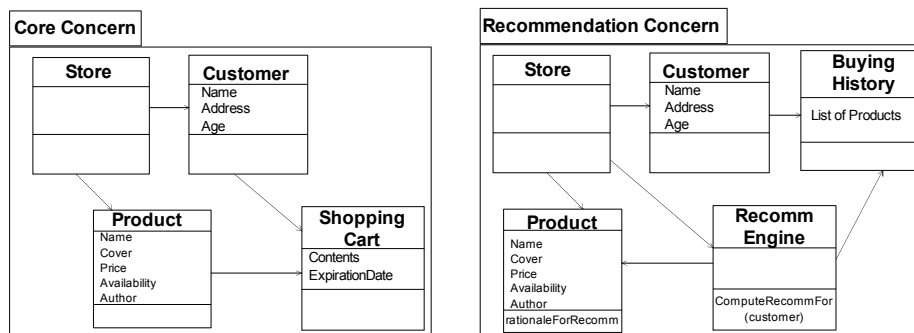 Core Concern
Store
Customer
Name
Address
Age
Product
Name
Cover
Price
Availability
Author
Shopping
Cart
Contents
ExpirationDate
Recommendation Concern
Store
Customer
Name
Address
Age
Buying
History
List of Products
Product
Name
Cover
Price
Availability
Author
rationaleForRecomm
Recomm
Engine
ComputeRecommFor
(customer)